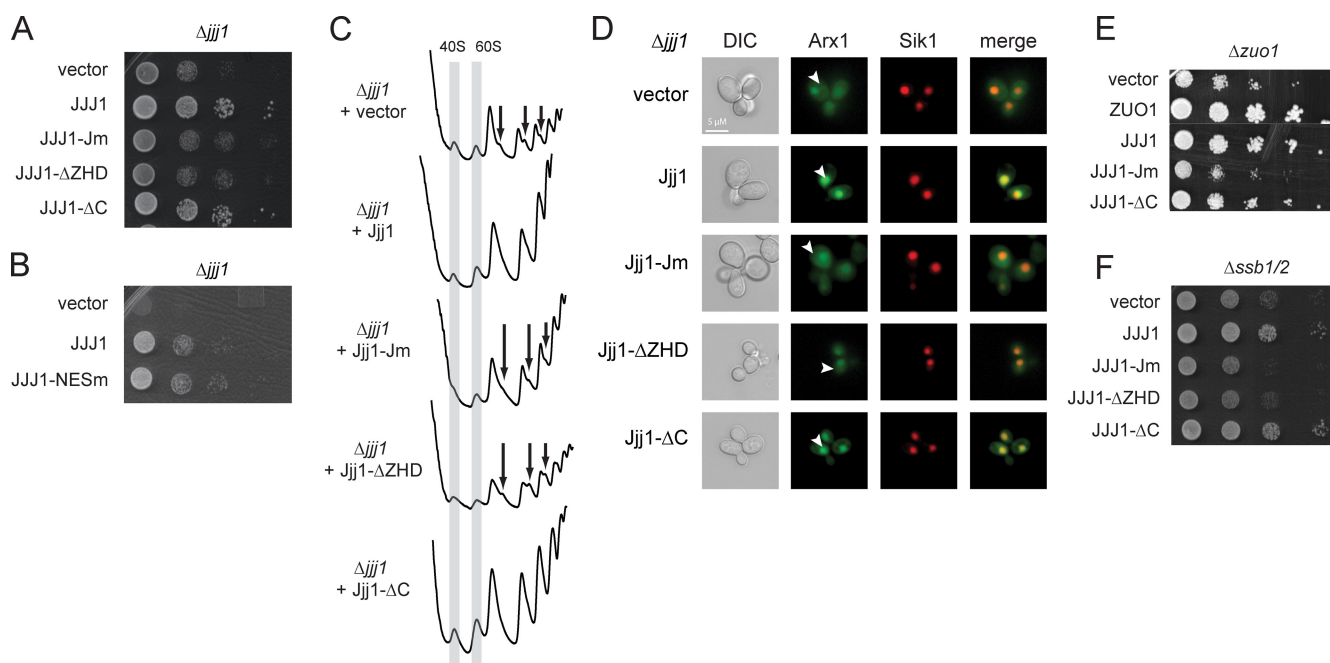 A
Δjjj1
vector
JJJ1
JJJ1-Jm
JJJ1-ΔZHD
JJJ1-ΔC
B
Δjjj1
vector
JJJ1
JJJ1-NESm
C
40S 60S
Δjjj1
+ vector
Δjjj1
+ Jjj1
Δjjj1
+ Jjj1-Jm
Δjjj1
+ Jjj1-ΔZHD
Δjjj1
+ Jjj1-ΔC
D
Δjjj1 DIC Arx1 Sik1 merge
vector
5 μM
Jjj1
Jjj1-Jm
Jjj1-ΔZHD
Jjj1-ΔC
E
Δzuo1
vector
ZUO1
JJJ1
JJJ1-Jm
JJJ1-ΔC
F
Δssb1/2
vector
JJJ1
JJJ1-Jm
JJJ1-ΔZHD
JJJ1-ΔC